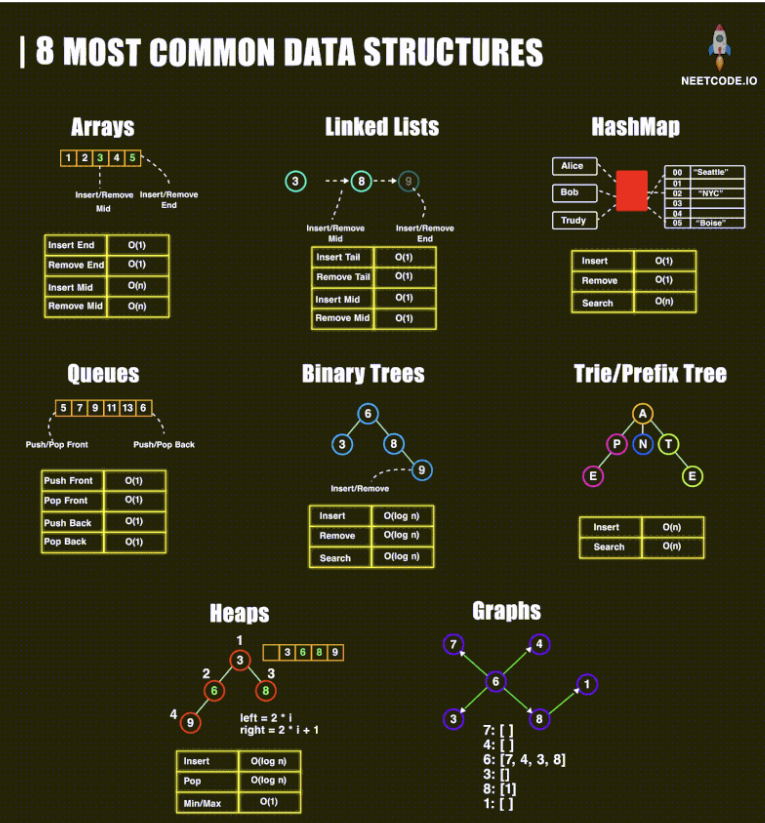 | 8 MOST COMMON DATA STRUCTURES
NEETCODE.IO
Arrays
1 2 3 4 5
Insert/Remove Mid
Insert/Remove End
Insert End O(1)
Remove End O(1)
Insert Mid O(n)
Remove Mid O(n)
Linked Lists
3 8 9
Insert/Remove Mid
Insert/Remove End
Insert Tail O(1)
Remove Tail O(1)
Insert Mid O(1)
Remove Mid O(1)
HashMap
Alice
Bob
Trudy
00 "Seattle"
01
02 "NYC"
03
04
05 "Boise"
Insert O(1)
Remove O(1)
Search O(n)
Queues
5 7 9 11 13 6
Push/Pop Front
Push/Pop Back
Push Front O(1)
Pop Front O(1)
Push Back O(1)
Pop Back O(1)
Binary Trees
6
3 8
9
Insert/Remove
Insert O(log n)
Remove O(log n)
Search O(log n)
Trie/Prefix Tree
A
P N T
E E
Insert O(n)
Search O(n)
Heaps
1
3
3 6 8 9
2 3
6 8
4
9
left = 2 * i
right = 2 * i + 1
Insert O(log n)
Pop O(log n)
Min/Max O(1)
Graphs
7 4
6 1
3 8
7: [ ]
4: [ ]
6: [7, 4, 3, 8]
3: []
8: [1]
1: [ ]